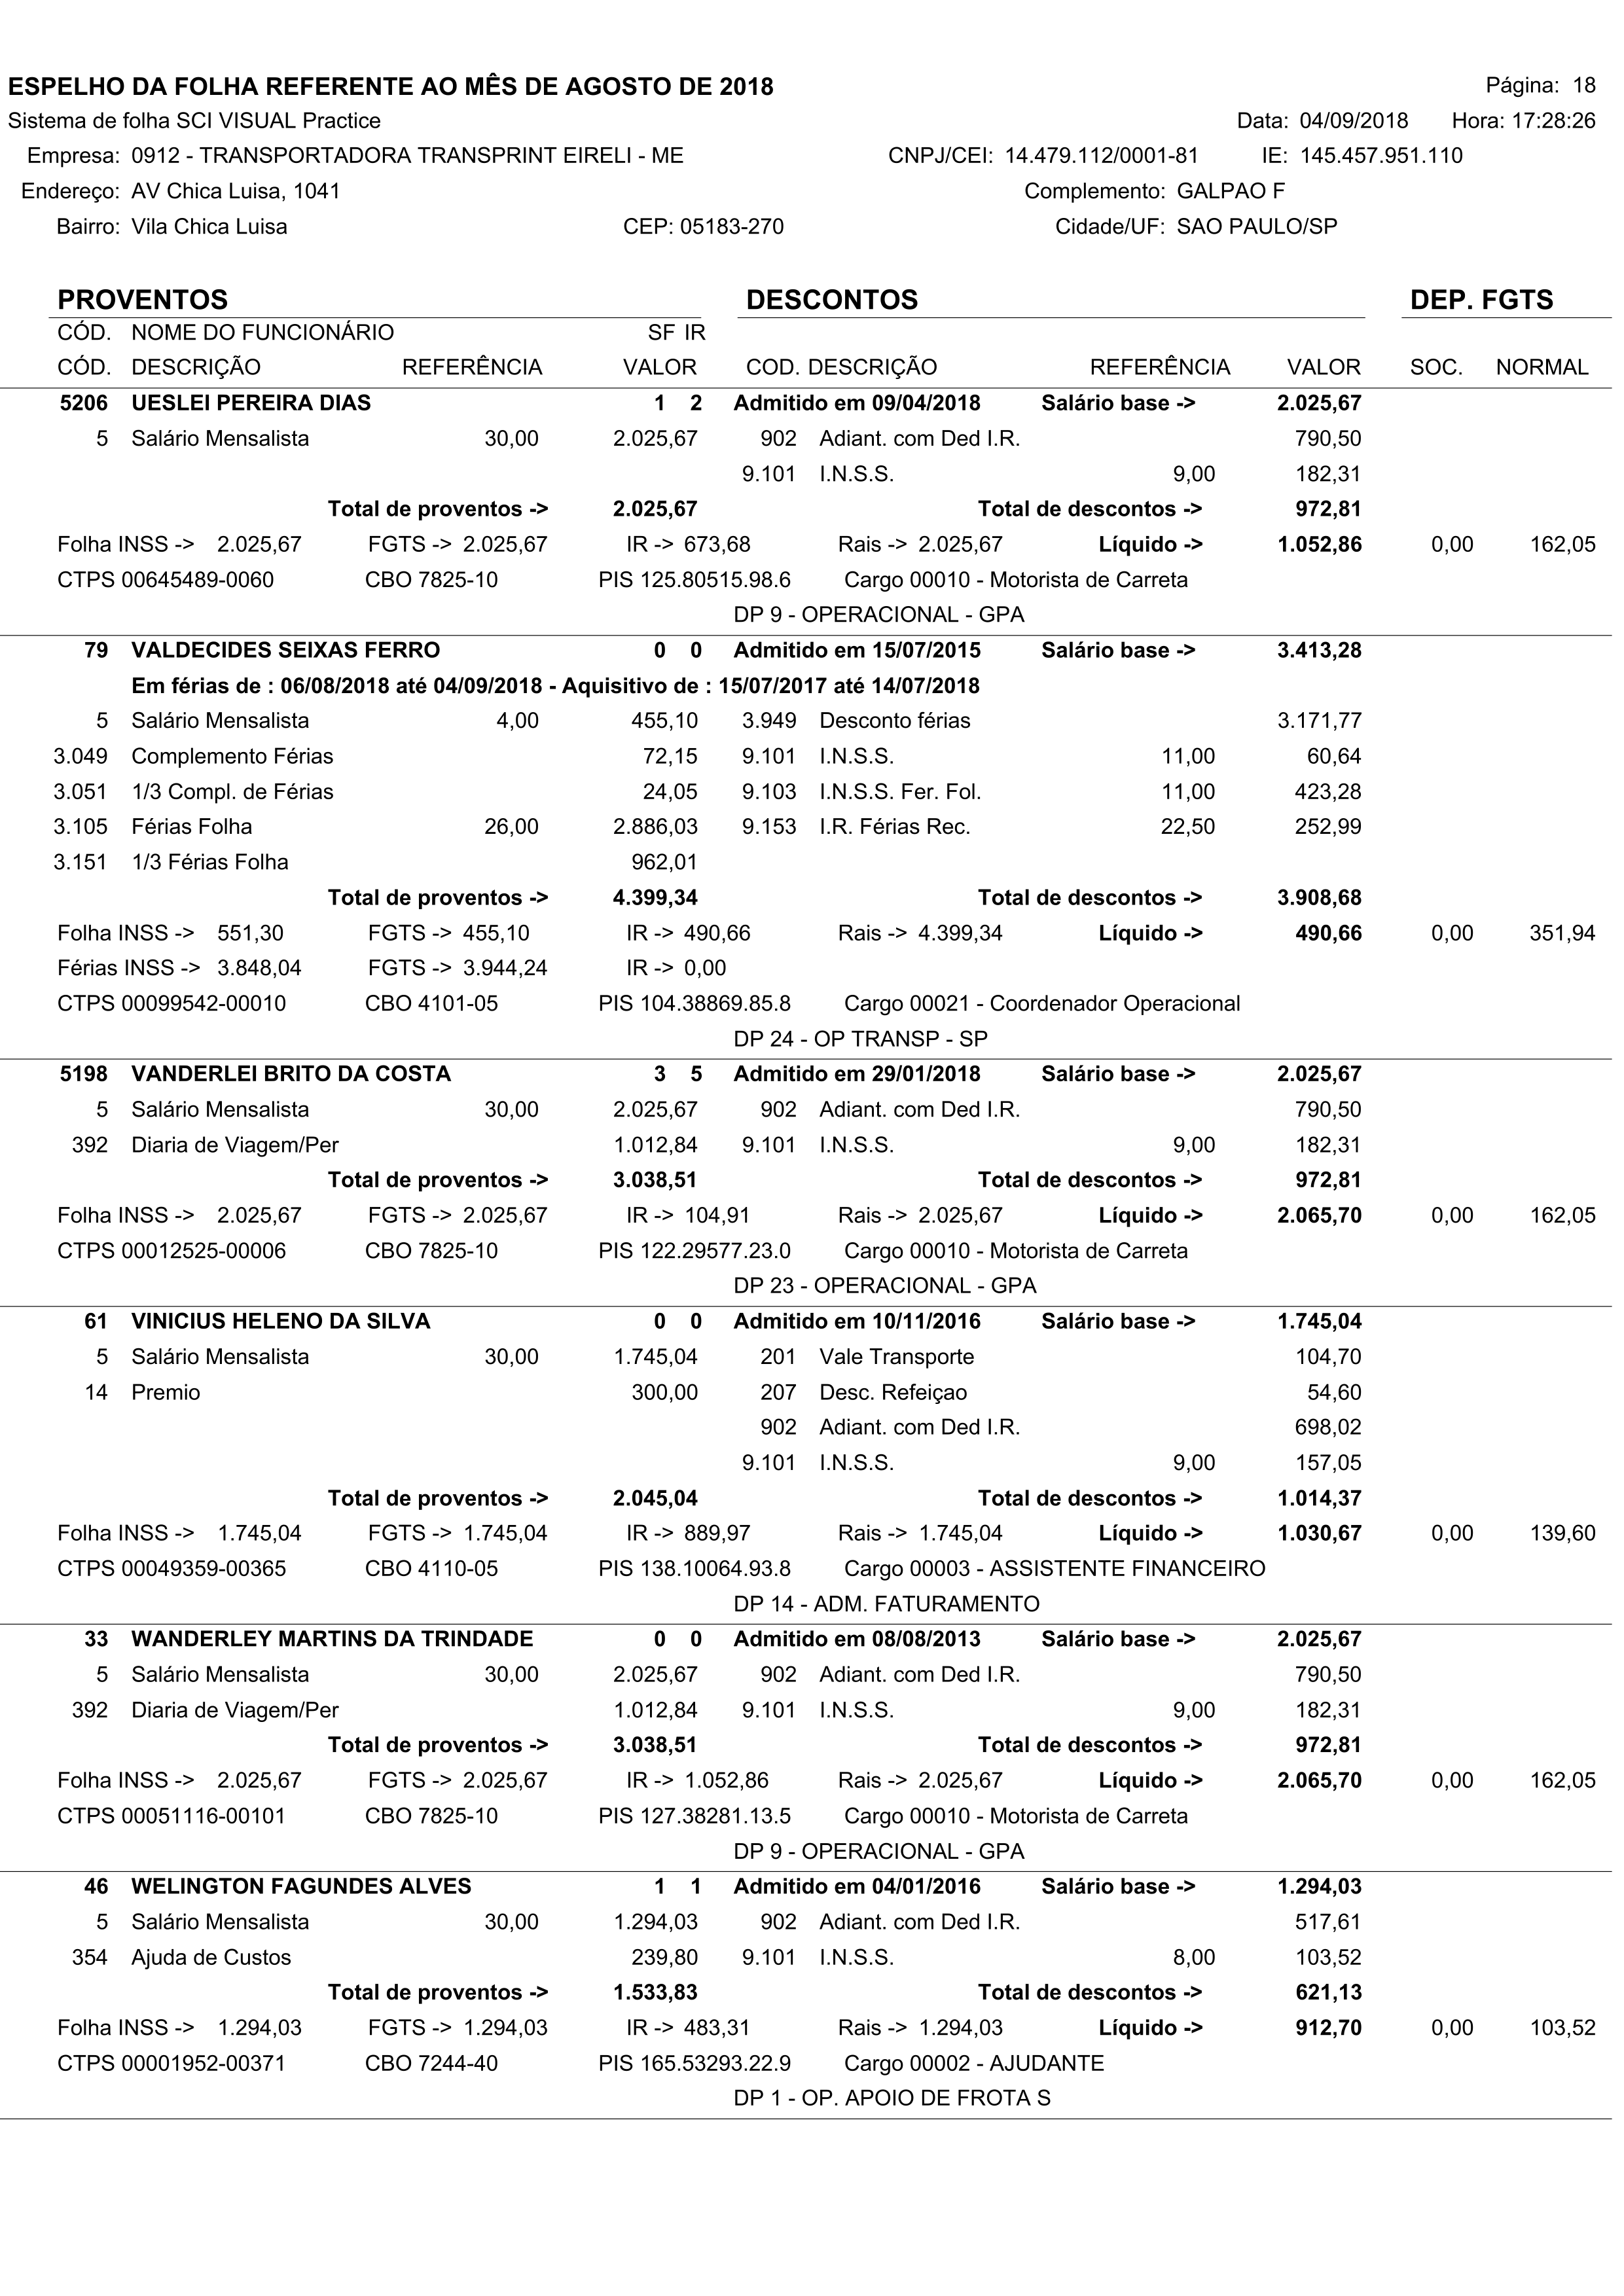 ESPELHO DA FOLHA REFERENTE AO MÊS DE AGOSTO DE 2018 Página: 18
Sistema de folha SCI VISUAL Practice Data: 04/09/2018 Hora: 17:28:26
Empresa: 0912 - TRANSPORTADORA TRANSPRINT EIRELI - ME CNPJ/CEI: 14.479.112/0001-81 IE: 145.457.951.110
Endereço: AV Chica Luisa, 1041 Complemento: GALPAO F
Bairro: Vila Chica Luisa CEP: 05183-270 Cidade/UF: SAO PAULO/SP
PROVENTOS DESCONTOS DEP. FGTS
CÓD. NOME DO FUNCIONÁRIO SF IR
CÓD. DESCRIÇÃO REFERÊNCIA VALOR COD. DESCRIÇÃO REFERÊNCIA VALOR SOC. NORMAL
5206 UESLEI PEREIRA DIAS 1 2 Admitido em 09/04/2018 Salário base -> 2.025,67
5 Salário Mensalista 30,00 2.025,67 902 Adiant. com Ded I.R. 790,50
9.101 I.N.S.S. 9,00 182,31
Total de proventos -> 2.025,67 Total de descontos -> 972,81
Folha INSS -> 2.025,67 FGTS -> 2.025,67 IR -> 673,68 Rais -> 2.025,67 Líquido -> 1.052,86 0,00 162,05
CTPS 00645489-0060 CBO 7825-10 PIS 125.80515.98.6 Cargo 00010 - Motorista de Carreta
DP 9 - OPERACIONAL - GPA
79 VALDECIDES SEIXAS FERRO 0 0 Admitido em 15/07/2015 Salário base -> 3.413,28
Em férias de : 06/08/2018 até 04/09/2018 - Aquisitivo de : 15/07/2017 até 14/07/2018
5 Salário Mensalista 4,00 455,10 3.949 Desconto férias 3.171,77
3.049 Complemento Férias 72,15 9.101 I.N.S.S. 11,00 60,64
3.051 1/3 Compl. de Férias 24,05 9.103 I.N.S.S. Fer. Fol. 11,00 423,28
3.105 Férias Folha 26,00 2.886,03 9.153 I.R. Férias Rec. 22,50 252,99
3.151 1/3 Férias Folha 962,01
Total de proventos -> 4.399,34 Total de descontos -> 3.908,68
Folha INSS -> 551,30 FGTS -> 455,10 IR -> 490,66 Rais -> 4.399,34 Líquido -> 490,66 0,00 351,94
Férias INSS -> 3.848,04 FGTS -> 3.944,24 IR -> 0,00
CTPS 00099542-00010 CBO 4101-05 PIS 104.38869.85.8 Cargo 00021 - Coordenador Operacional
DP 24 - OP TRANSP - SP
5198 VANDERLEI BRITO DA COSTA 3 5 Admitido em 29/01/2018 Salário base -> 2.025,67
5 Salário Mensalista 30,00 2.025,67 902 Adiant. com Ded I.R. 790,50
392 Diaria de Viagem/Per 1.012,84 9.101 I.N.S.S. 9,00 182,31
Total de proventos -> 3.038,51 Total de descontos -> 972,81
Folha INSS -> 2.025,67 FGTS -> 2.025,67 IR -> 104,91 Rais -> 2.025,67 Líquido -> 2.065,70 0,00 162,05
CTPS 00012525-00006 CBO 7825-10 PIS 122.29577.23.0 Cargo 00010 - Motorista de Carreta
DP 23 - OPERACIONAL - GPA
61 VINICIUS HELENO DA SILVA 0 0 Admitido em 10/11/2016 Salário base -> 1.745,04
5 Salário Mensalista 30,00 1.745,04 201 Vale Transporte 104,70
14 Premio 300,00 207 Desc. Refeiçao 54,60
902 Adiant. com Ded I.R. 698,02
9.101 I.N.S.S. 9,00 157,05
Total de proventos -> 2.045,04 Total de descontos -> 1.014,37
Folha INSS -> 1.745,04 FGTS -> 1.745,04 IR -> 889,97 Rais -> 1.745,04 Líquido -> 1.030,67 0,00 139,60
CTPS 00049359-00365 CBO 4110-05 PIS 138.10064.93.8 Cargo 00003 - ASSISTENTE FINANCEIRO
DP 14 - ADM. FATURAMENTO
33 WANDERLEY MARTINS DA TRINDADE 0 0 Admitido em 08/08/2013 Salário base -> 2.025,67
5 Salário Mensalista 30,00 2.025,67 902 Adiant. com Ded I.R. 790,50
392 Diaria de Viagem/Per 1.012,84 9.101 I.N.S.S. 9,00 182,31
Total de proventos -> 3.038,51 Total de descontos -> 972,81
Folha INSS -> 2.025,67 FGTS -> 2.025,67 IR -> 1.052,86 Rais -> 2.025,67 Líquido -> 2.065,70 0,00 162,05
CTPS 00051116-00101 CBO 7825-10 PIS 127.38281.13.5 Cargo 00010 - Motorista de Carreta
DP 9 - OPERACIONAL - GPA
46 WELINGTON FAGUNDES ALVES 1 1 Admitido em 04/01/2016 Salário base -> 1.294,03
5 Salário Mensalista 30,00 1.294,03 902 Adiant. com Ded I.R. 517,61
354 Ajuda de Custos 239,80 9.101 I.N.S.S. 8,00 103,52
Total de proventos -> 1.533,83 Total de descontos -> 621,13
Folha INSS -> 1.294,03 FGTS -> 1.294,03 IR -> 483,31 Rais -> 1.294,03 Líquido -> 912,70 0,00 103,52
CTPS 00001952-00371 CBO 7244-40 PIS 165.53293.22.9 Cargo 00002 - AJUDANTE
DP 1 - OP. APOIO DE FROTA S